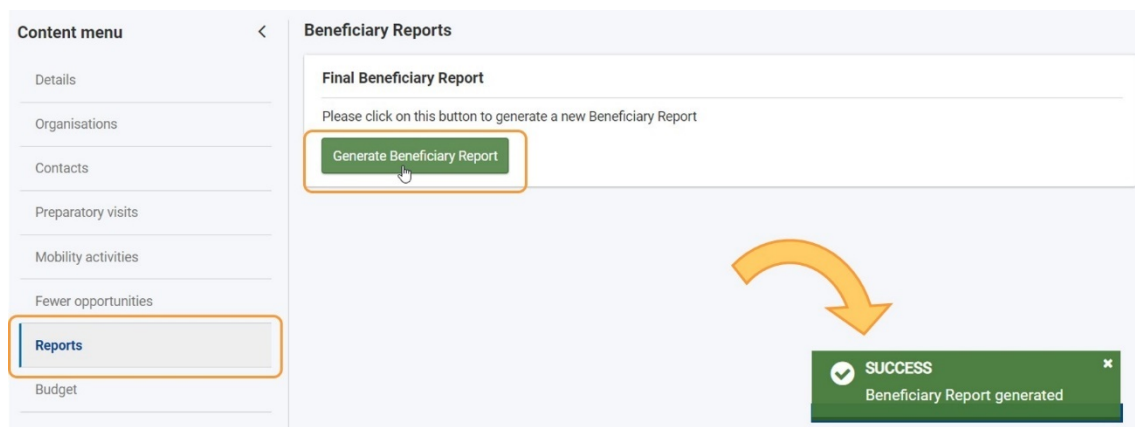 Content menu
Details
Organisations
Contacts
Preparatory visits
Mobility activities
Fewer opportunities
Reports
Budget
Beneficiary Reports
Final Beneficiary Report
Please click on this button to generate a new Beneficiary Report
Generate Beneficiary Report
SUCCESS
Beneficiary Report generated